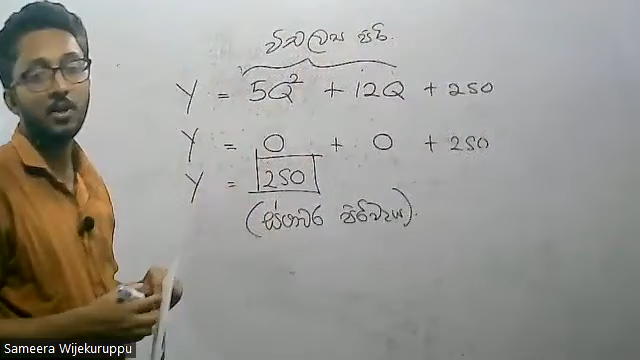 විචල්‍ය පිරි.
Y = 5Q² + 12Q + 250
Y = 0 + 0 + 250
Y = 250
(ස්ථාවර පිරිවැය).
Sameera Wijekuruppu